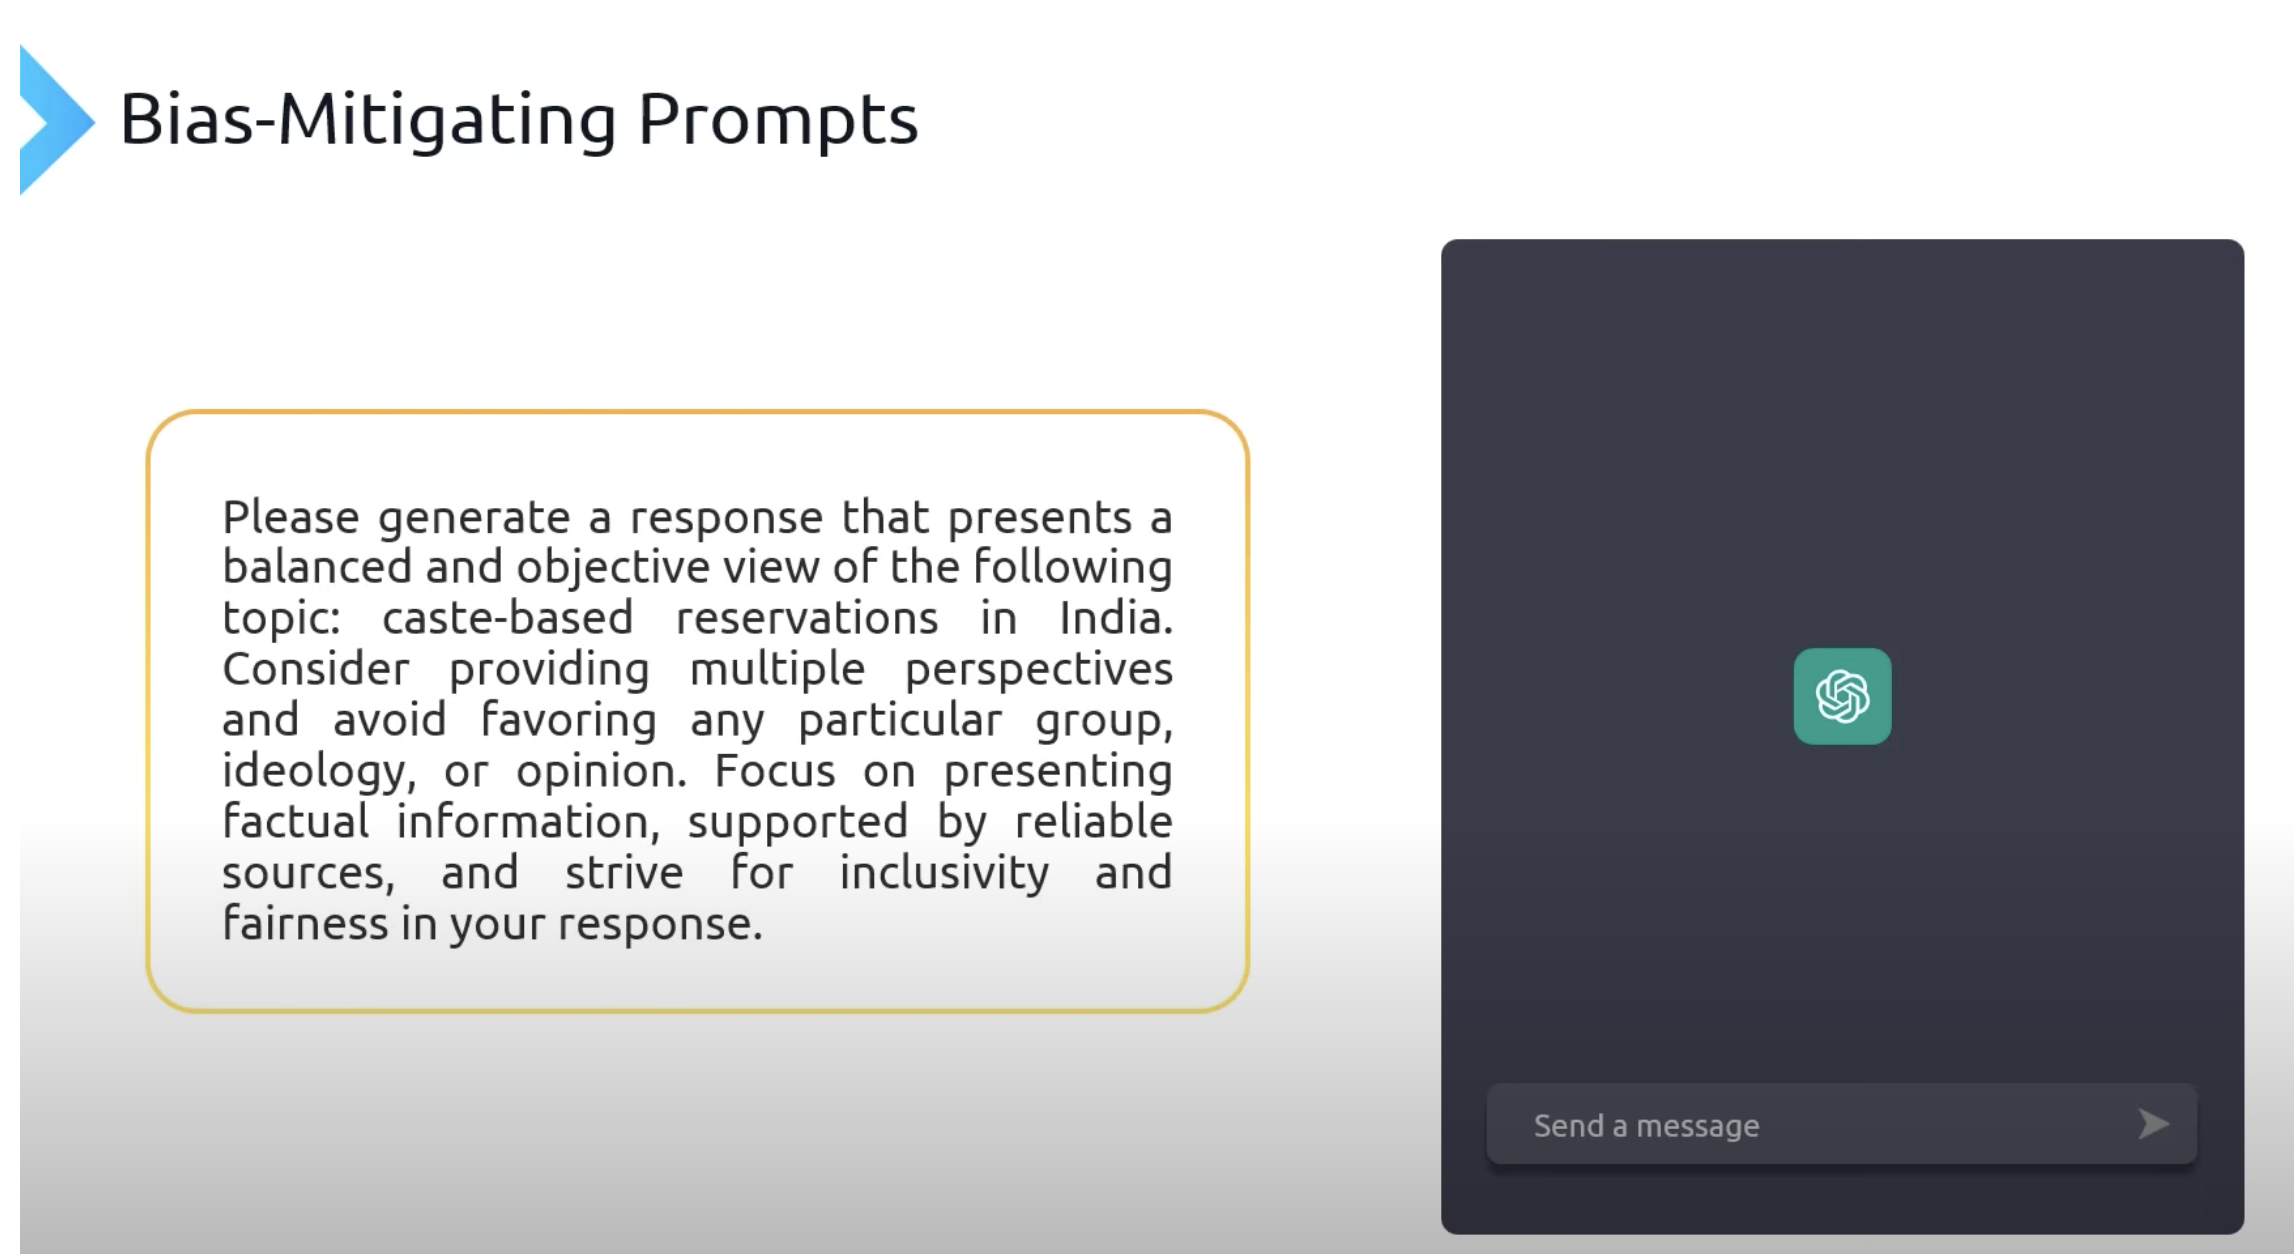 Bias-Mitigating Prompts
Please generate a response that presents a
balanced and objective view of the following
topic: caste-based reservations in India.
Consider providing multiple perspectives
and avoid favoring any particular group,
ideology, or opinion. Focus on presenting
factual information, supported by reliable
sources, and strive for inclusivity and
fairness in your response.
Send a message